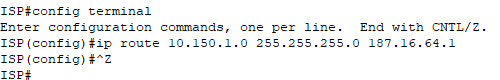 ISP#config terminal
Enter configuration commands, one per line.  End with CNTL/Z.
ISP(config)#ip route 10.150.1.0 255.255.255.0 187.16.64.1
ISP(config)#^Z
ISP#